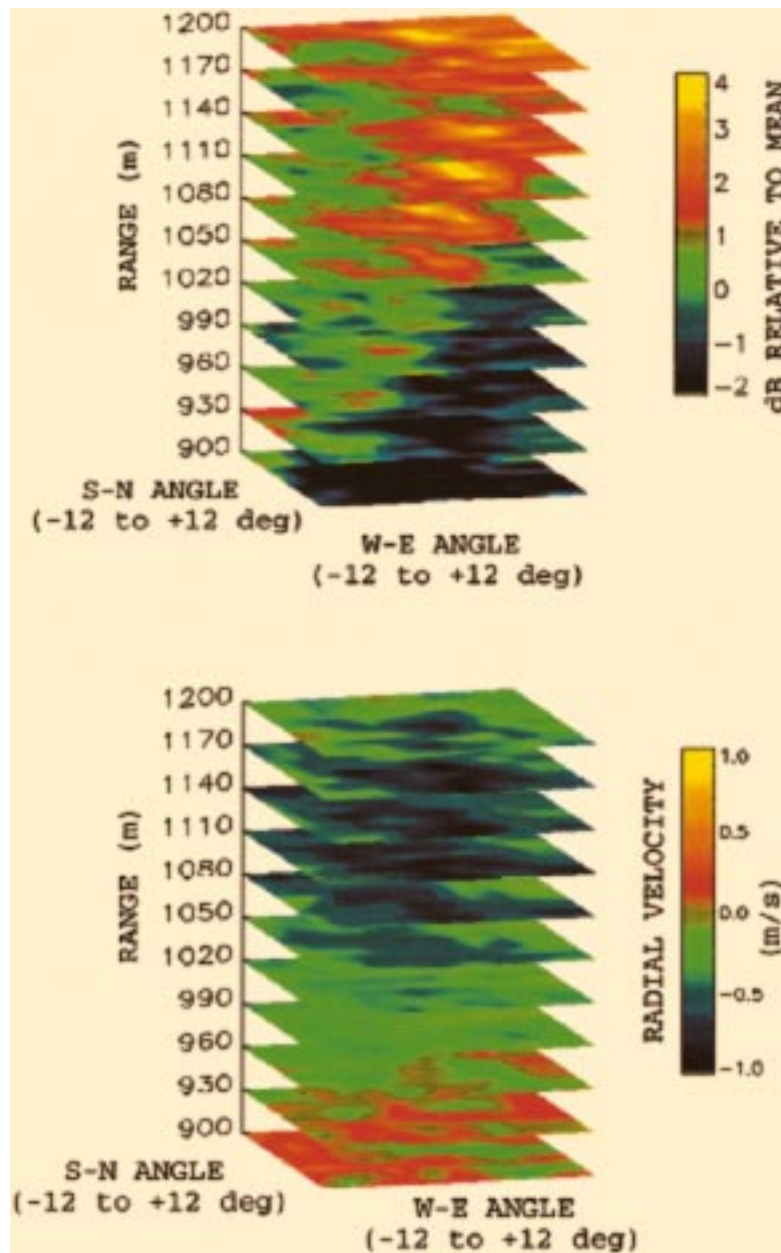 1200
1170
1140
1110
1080
1050
1020
990
960
930
900
RANGE (m)
S-N ANGLE
(-12 to +12 deg)
W-E ANGLE
(-12 to +12 deg)
4
3
2
1
0
-1
-2
dB RELATIVE TO MEAN
1200
1170
1140
1110
1080
1050
1020
990
960
930
900
RANGE (m)
S-N ANGLE
(-12 to +12 deg)
W-E ANGLE
(-12 to +12 deg)
1.0
0.5
0.0
-0.5
-1.0
RADIAL VELOCITY
(m/s)